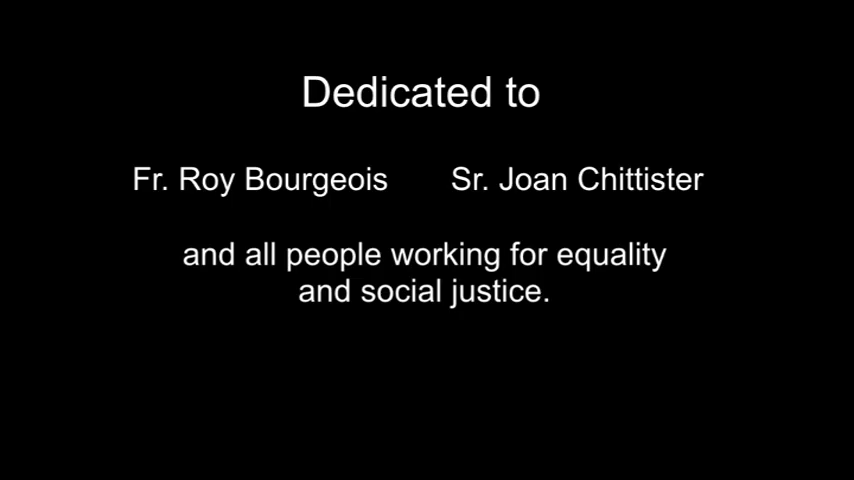 Dedicated to
Fr. Roy Bourgeois Sr. Joan Chittister
and all people working for equality
and social justice.